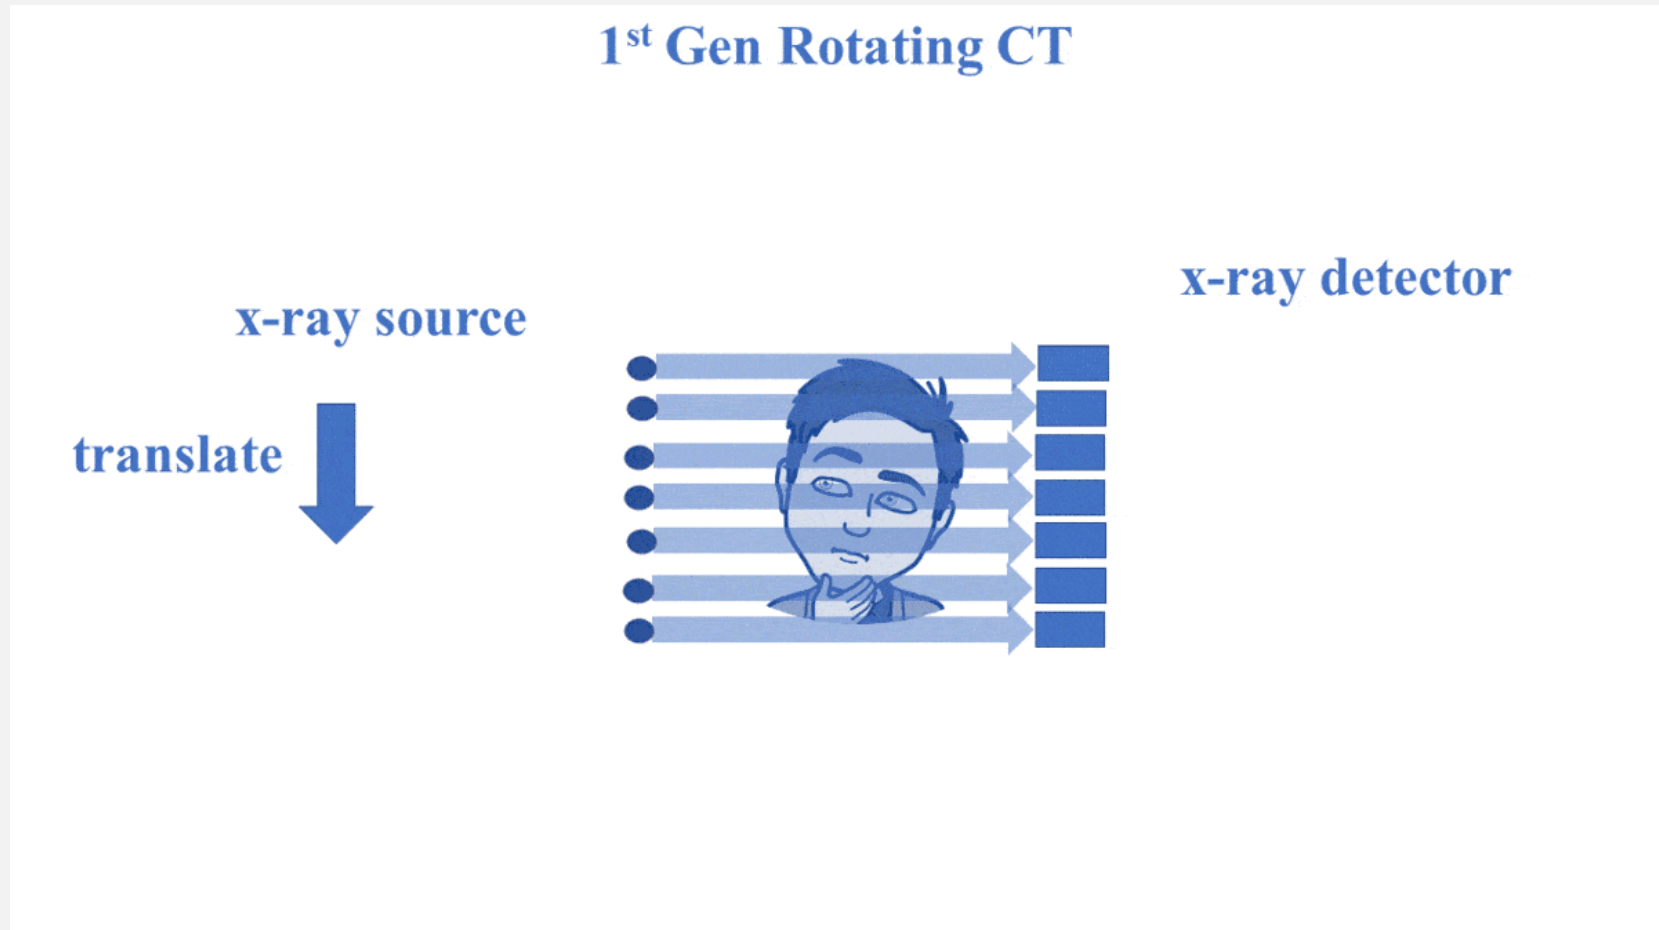 1st Gen Rotating CT
x-ray detector
x-ray source
translate